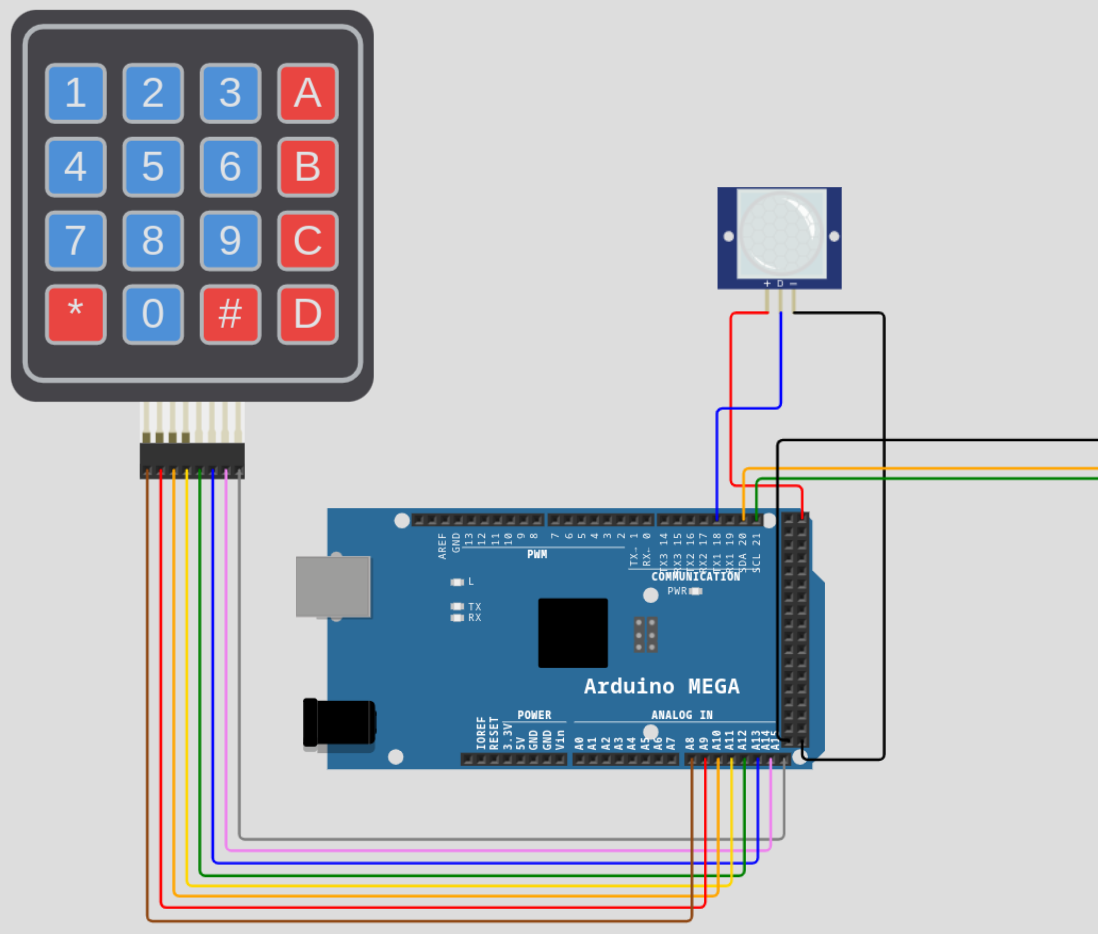 1 2 3 A
4 5 6 B
7 8 9 C
* 0 # D
+ D −
AREF
GND
13
12
11
10
9
8
7
6
5
4
3
2
TX→ 1
RX← 0
TX3 14
RX3 15
TX2 16
RX2 17
TX1 18
RX1 19
SDA 20
SCL 21
PWM
COMMUNICATION
L
PWR
TX
RX
Arduino MEGA
POWER
ANALOG IN
IOREF
RESET
3.3V
5V
GND
GND
Vin
A0
A1
A2
A3
A4
A5
A6
A7
A8
A9
A10
A11
A12
A13
A14
A15